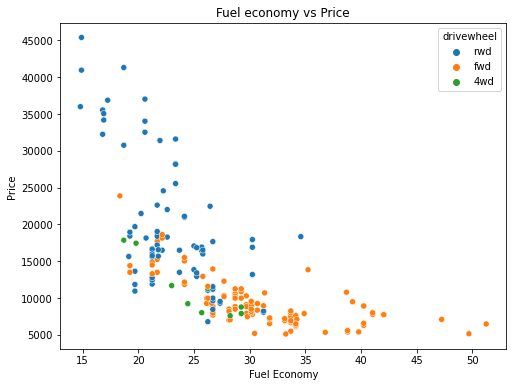 Fuel economy vs Price
drivewheel
rwd
fwd
4wd
Price
45000
40000
35000
30000
25000
20000
15000
10000
5000
15 20 25 30 35 40 45 50
Fuel Economy